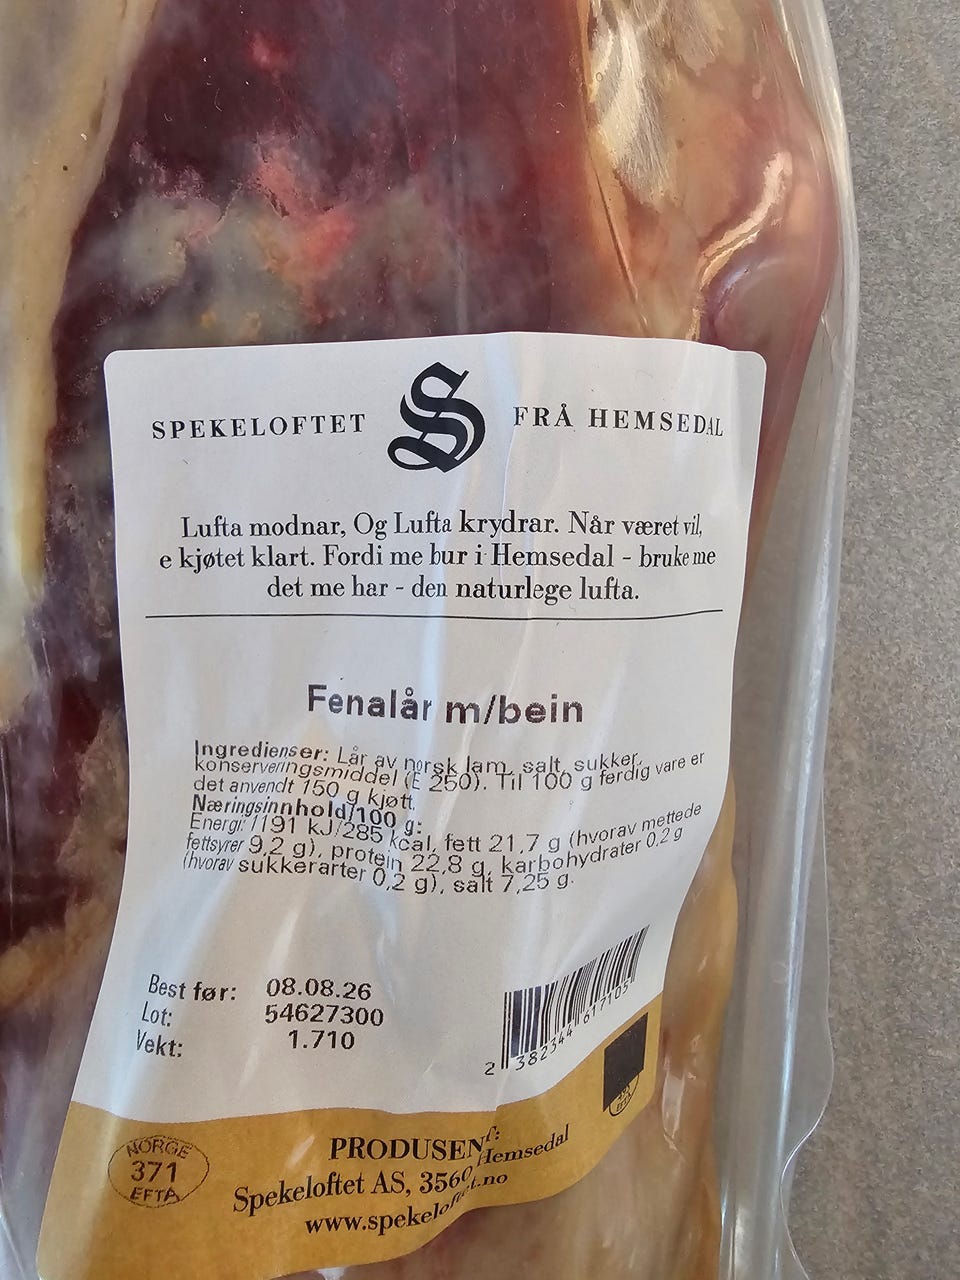 SPEKELOFTET S FRÅ HEMSEDAL
Lufta modnar, Og Lufta krydrar. Når været vil,
e kjøtet klart. Fordi me bur i Hemsedal - bruke me
det me har - den naturlege lufta.
Fenalår m/bein
Ingredienser: Lår av norsk lam, salt, sukker,
konserveringsmiddel (E 250). Til 100 g ferdig vare er
det anvendt 150 g kjøtt.
Næringsinnhold/100 g:
Energi: 1191 kJ/285 kcal, fett 21,7 g (hvorav mettede
fettsyrer 9,2 g), protein 22,8 g, karbohydrater 0,2 g
(hvorav sukkerarter 0,2 g), salt 7,25 g.
Best før: 08.08.26
Lot: 54627300
Vekt: 1.710
2 382344 617105
NORGE
371
EFTA
EFTA
PRODUSENT:
Spekeloftet AS, 3560 Hemsedal
www.spekeloftet.no